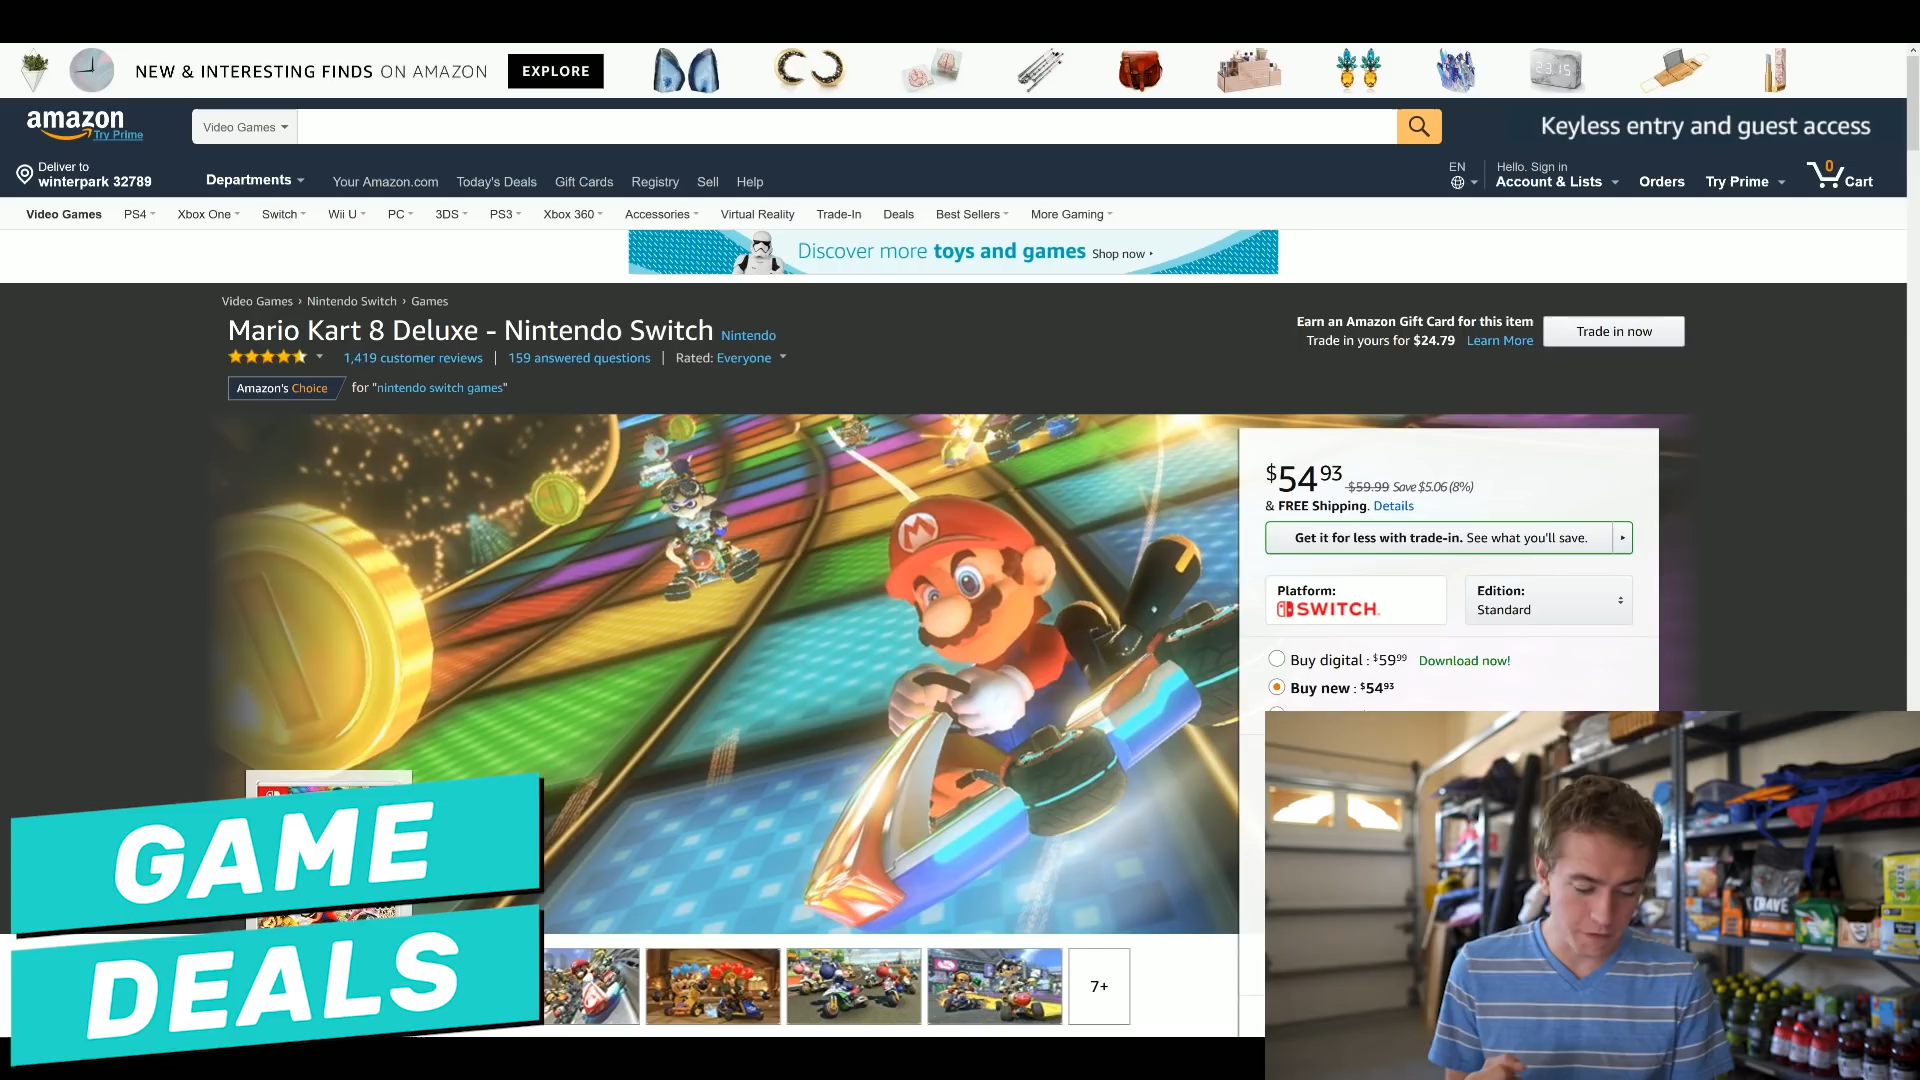 NEW & INTERESTING FINDS ON AMAZON
EXPLORE
23:15
amazon
Try Prime
Video Games
Keyless entry and guest access
Deliver to
winterpark 32789
Departments
Your Amazon.com
Today's Deals
Gift Cards
Registry
Sell
Help
EN
Hello. Sign in
Account & Lists
Orders
Try Prime
0
Cart
Video Games
PS4
Xbox One
Switch
Wii U
PC
3DS
PS3
Xbox 360
Accessories
Virtual Reality
Trade-In
Deals
Best Sellers
More Gaming
Discover more toys and games Shop now
Video Games › Nintendo Switch › Games
Mario Kart 8 Deluxe - Nintendo Switch Nintendo
1,419 customer reviews | 159 answered questions | Rated: Everyone
Amazon's Choice for "nintendo switch games"
Earn an Amazon Gift Card for this item
Trade in yours for $24.79 Learn More
Trade in now
M
$54 93 $59.99 Save $5.06 (8%)
& FREE Shipping. Details
Get it for less with trade-in. See what you'll save.
Platform:
SWITCH
Edition:
Standard
Buy digital : $59 99 Download now!
Buy new : $54 93
7+
GAME
DEALS
CRAVE